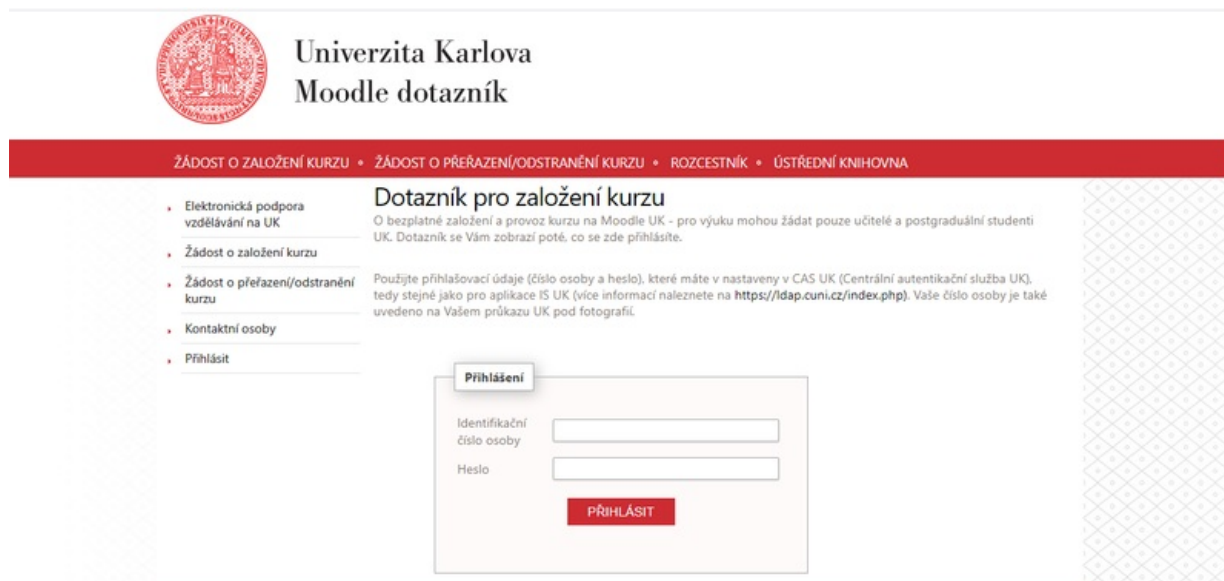 Univerzita Karlova
Moodle dotazník
ŽÁDOST O ZALOŽENÍ KURZU • ŽÁDOST O PŘEŘAZENÍ/ODSTRANĚNÍ KURZU • ROZCESTNÍK • ÚSTŘEDNÍ KNIHOVNA
Elektronická podpora
vzdělávání na UK
Žádost o založení kurzu
Žádost o přeřazení/odstranění
kurzu
Kontaktní osoby
Přihlásit
Dotazník pro založení kurzu
O bezplatné založení a provoz kurzu na Moodle UK - pro výuku mohou žádat pouze učitelé a postgraduální studenti
UK. Dotazník se Vám zobrazí poté, co se zde přihlásíte.
Použijte přihlašovací údaje (číslo osoby a heslo), které máte v nastaveny v CAS UK (Centrální autentikační služba UK),
tedy stejné jako pro aplikace IS UK (více informací naleznete na https://ldap.cuni.cz/index.php). Vaše číslo osoby je také
uvedeno na Vašem průkazu UK pod fotografií.
Přihlášení
Identifikační
číslo osoby
Heslo
PŘIHLÁSIT